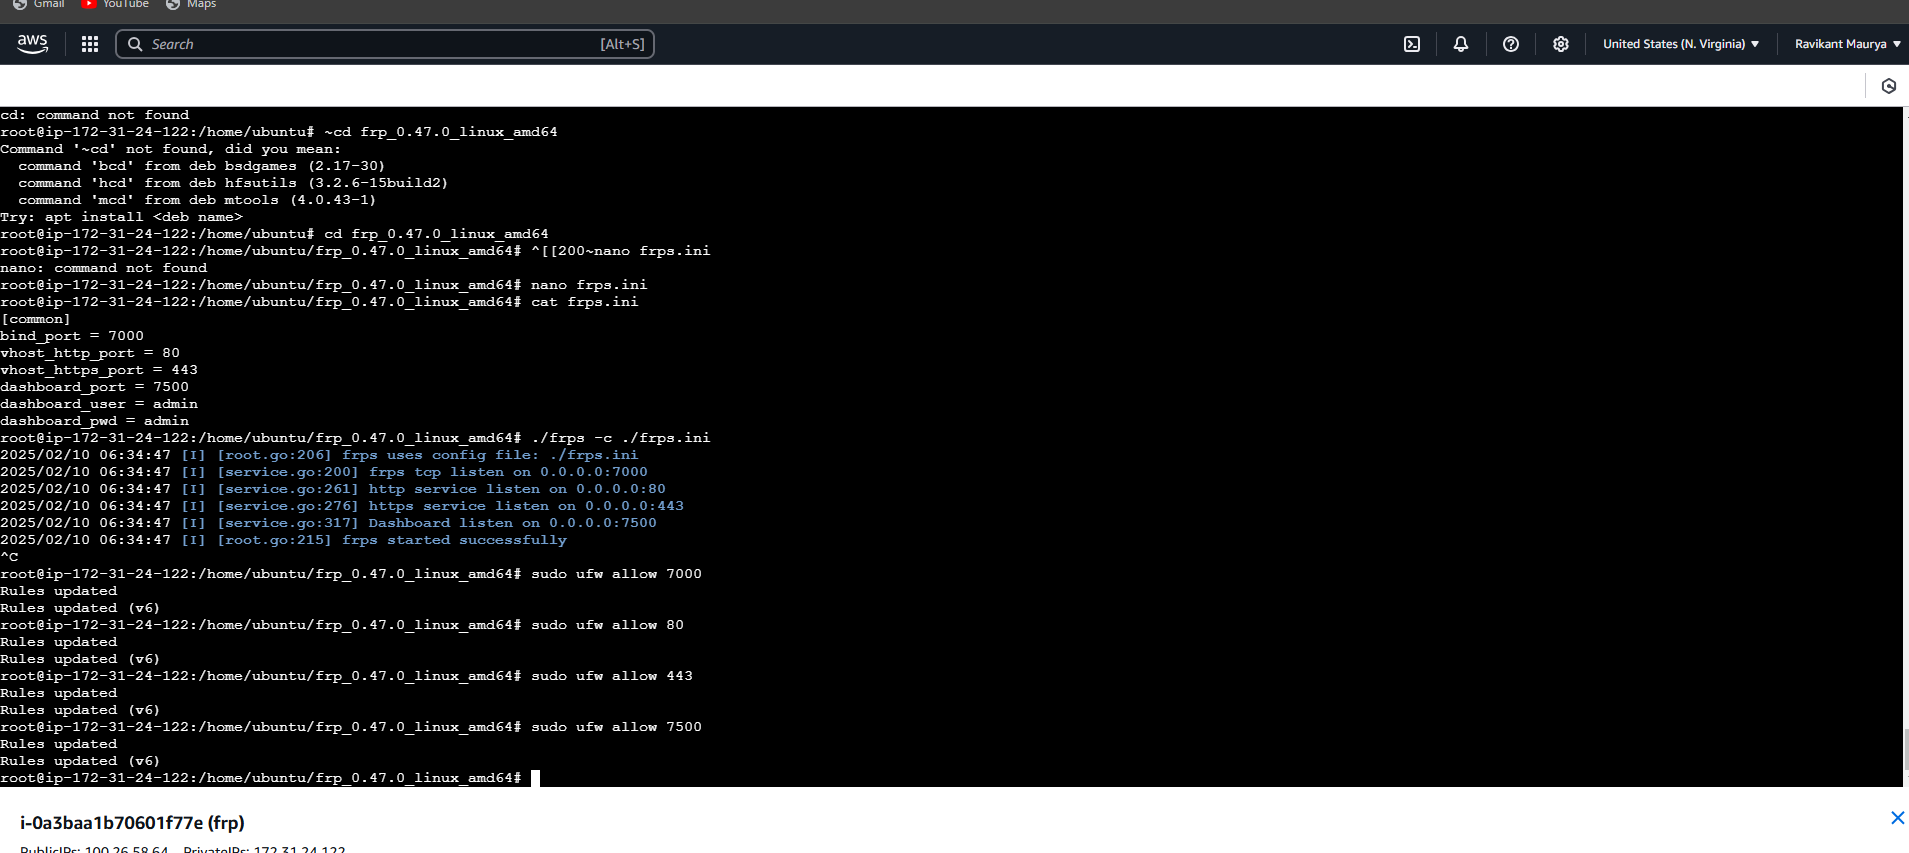 Gmail YouTube Maps
aws Search [Alt+S] United States (N. Virginia) Ravikant Maurya
cd: command not found
root@ip-172-31-24-122:/home/ubuntu# ~cd frp_0.47.0_linux_amd64
Command '~cd' not found, did you mean:
  command 'bcd' from deb bsdgames (2.17-30)
  command 'hcd' from deb hfsutils (3.2.6-15build2)
  command 'mcd' from deb mtools (4.0.43-1)
Try: apt install <deb name>
root@ip-172-31-24-122:/home/ubuntu# cd frp_0.47.0_linux_amd64
root@ip-172-31-24-122:/home/ubuntu/frp_0.47.0_linux_amd64# ^[[200~nano frps.ini
nano: command not found
root@ip-172-31-24-122:/home/ubuntu/frp_0.47.0_linux_amd64# nano frps.ini
root@ip-172-31-24-122:/home/ubuntu/frp_0.47.0_linux_amd64# cat frps.ini
[common]
bind_port = 7000
vhost_http_port = 80
vhost_https_port = 443
dashboard_port = 7500
dashboard_user = admin
dashboard_pwd = admin
root@ip-172-31-24-122:/home/ubuntu/frp_0.47.0_linux_amd64# ./frps -c ./frps.ini
2025/02/10 06:34:47 [I] [root.go:206] frps uses config file: ./frps.ini
2025/02/10 06:34:47 [I] [service.go:200] frps tcp listen on 0.0.0.0:7000
2025/02/10 06:34:47 [I] [service.go:261] http service listen on 0.0.0.0:80
2025/02/10 06:34:47 [I] [service.go:276] https service listen on 0.0.0.0:443
2025/02/10 06:34:47 [I] [service.go:317] Dashboard listen on 0.0.0.0:7500
2025/02/10 06:34:47 [I] [root.go:215] frps started successfully
^C
root@ip-172-31-24-122:/home/ubuntu/frp_0.47.0_linux_amd64# sudo ufw allow 7000
Rules updated
Rules updated (v6)
root@ip-172-31-24-122:/home/ubuntu/frp_0.47.0_linux_amd64# sudo ufw allow 80
Rules updated
Rules updated (v6)
root@ip-172-31-24-122:/home/ubuntu/frp_0.47.0_linux_amd64# sudo ufw allow 443
Rules updated
Rules updated (v6)
root@ip-172-31-24-122:/home/ubuntu/frp_0.47.0_linux_amd64# sudo ufw allow 7500
Rules updated
Rules updated (v6)
root@ip-172-31-24-122:/home/ubuntu/frp_0.47.0_linux_amd64#
i-0a3baa1b70601f77e (frp)
PublicIPs: 100.26.58.64 PrivateIPs: 172.31.24.122